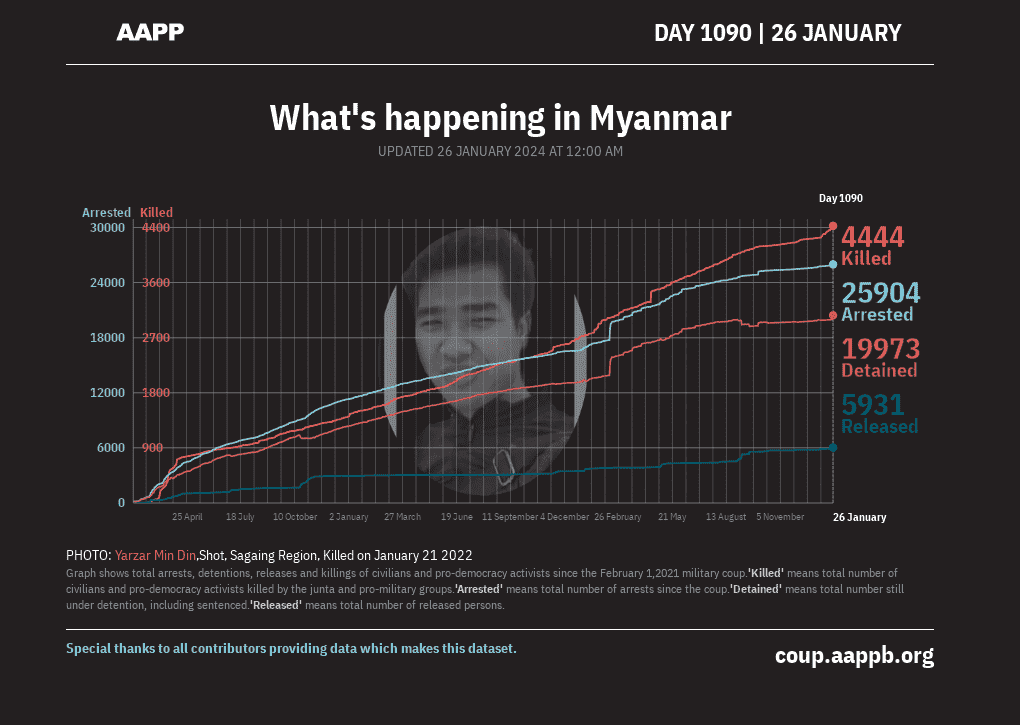 AAPP
DAY 1090 | 26 JANUARY
What's happening in Myanmar
UPDATED 26 JANUARY 2024 AT 12:00 AM
Day 1090
Arrested Killed
30000 4400
24000 3600
18000 2700
12000 1800
6000 900
0
4444
Killed
25904
Arrested
19973
Detained
5931
Released
25 April 18 July 10 October 2 January 27 March 19 June 11 September 4 December 26 February 21 May 13 August 5 November 26 January
PHOTO: Yarzar Min Din,Shot, Sagaing Region, Killed on January 21 2022
Graph shows total arrests, detentions, releases and killings of civilians and pro-democracy activists since the February 1,2021 military coup.'Killed' means total number of
civilians and pro-democracy activists killed by the junta and pro-military groups.'Arrested' means total number of arrests since the coup.'Detained' means total number still
under detention, including sentenced.'Released' means total number of released persons.
Special thanks to all contributors providing data which makes this dataset.
coup.aappb.org